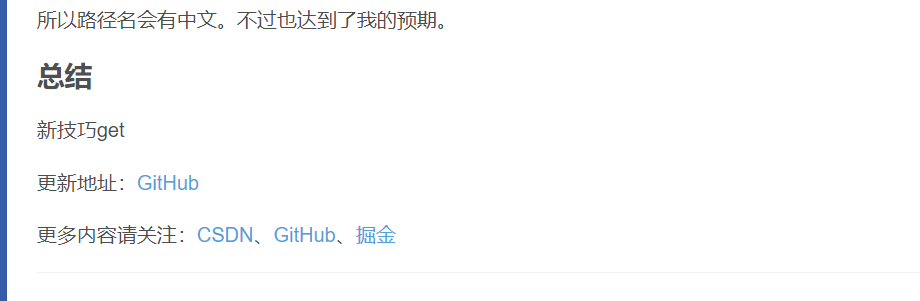 所以路径名会有中文。不过也达到了我的预期。
总结
新技巧get
更新地址：GitHub
更多内容请关注：CSDN、GitHub、掘金